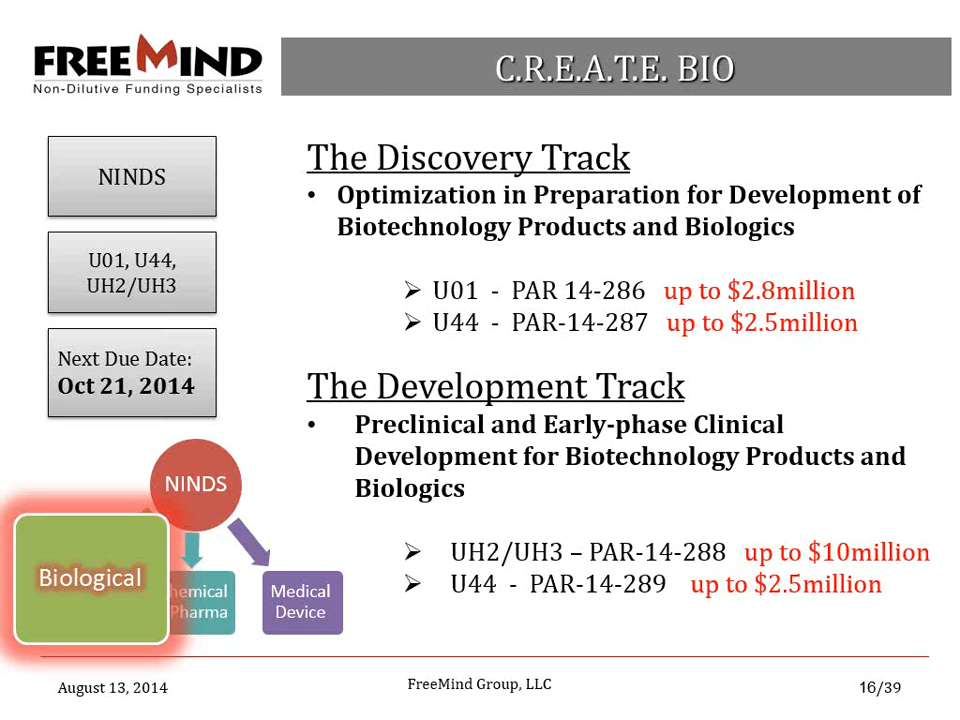 FREEMIND
Non-Dilutive Funding Specialists
C.R.E.A.T.E. BIO
NINDS
U01, U44,
UH2/UH3
Next Due Date:
Oct 21, 2014
NINDS
Biological
hemical
Pharma
Medical
Device
The Discovery Track
• Optimization in Preparation for Development of
Biotechnology Products and Biologics
➢ U01 - PAR 14-286 up to $2.8million
➢ U44 - PAR-14-287 up to $2.5million
The Development Track
• Preclinical and Early-phase Clinical
Development for Biotechnology Products and
Biologics
➢ UH2/UH3 – PAR-14-288 up to $10million
➢ U44 - PAR-14-289 up to $2.5million
August 13, 2014
FreeMind Group, LLC
16/39